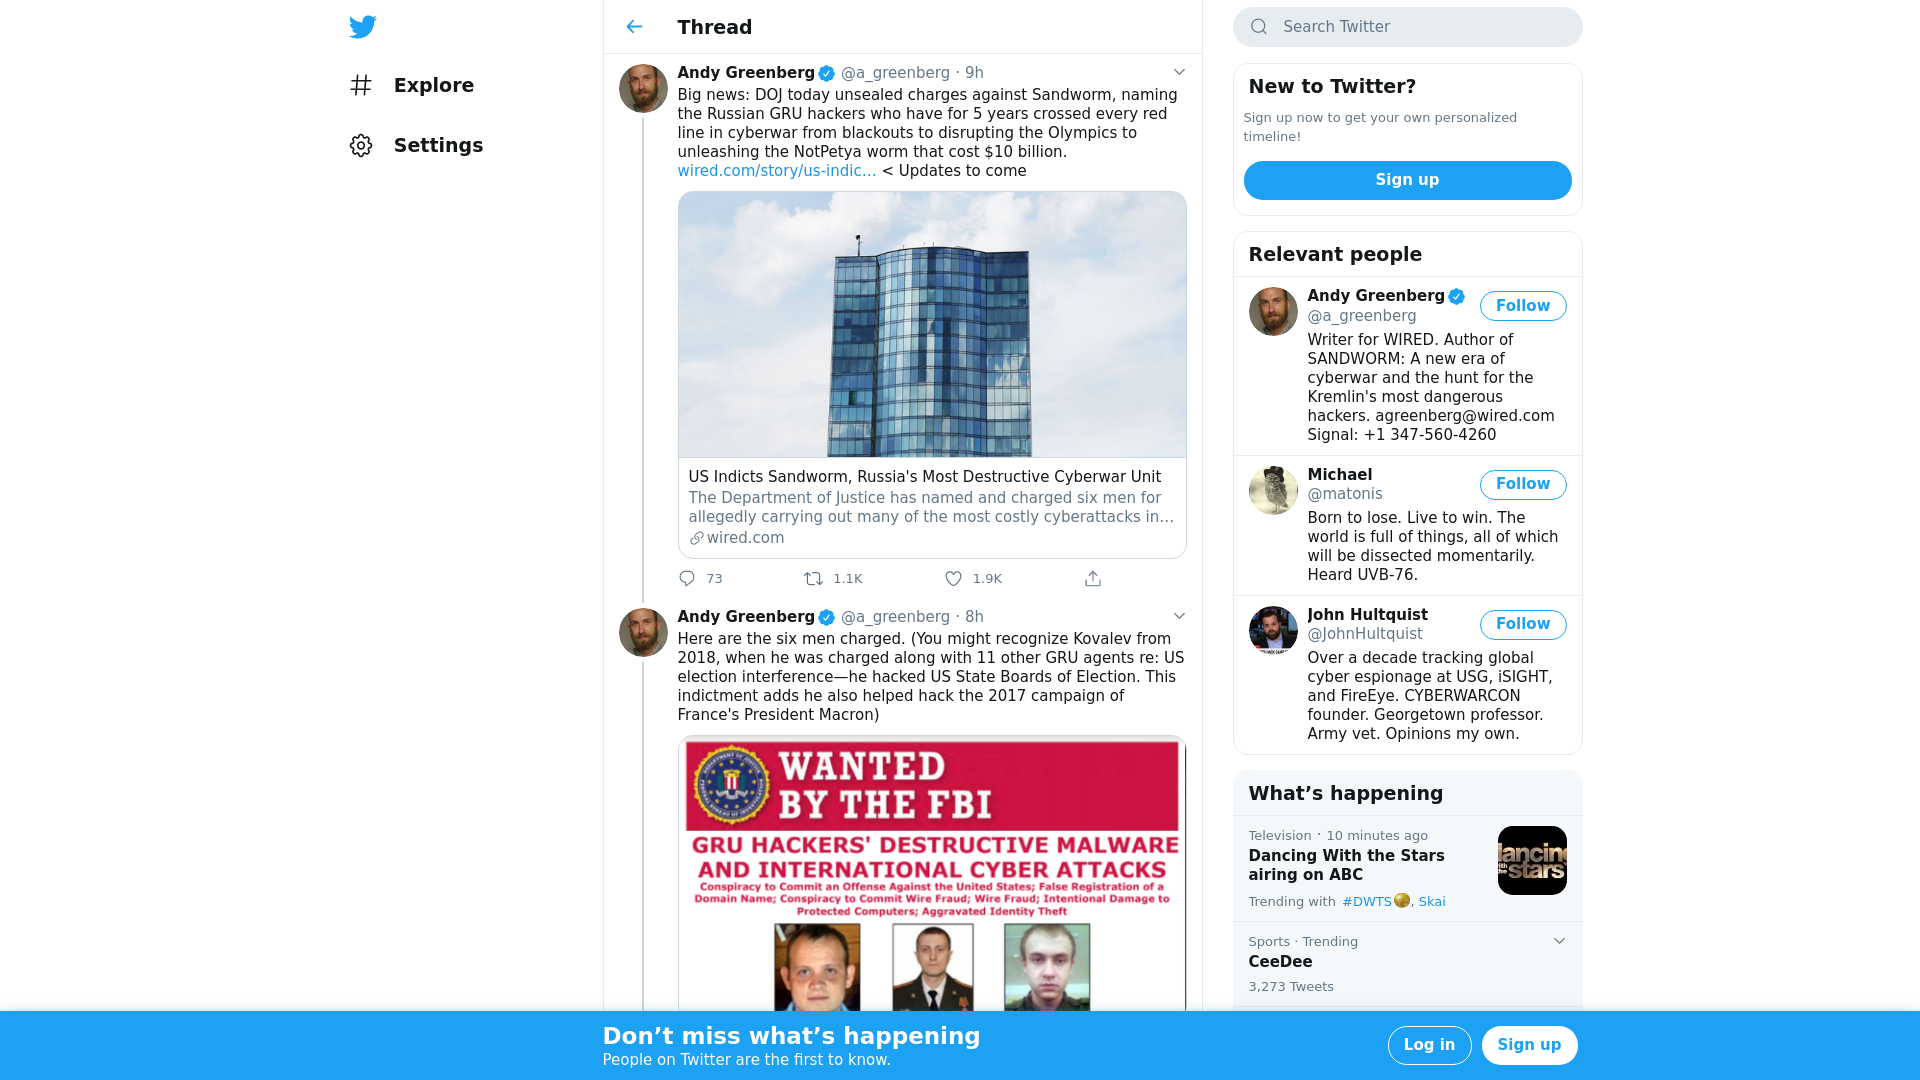 Explore
Settings
Thread
Andy Greenberg @a_greenberg · 9h
Big news: DOJ today unsealed charges against Sandworm, naming
the Russian GRU hackers who have for 5 years crossed every red
line in cyberwar from blackouts to disrupting the Olympics to
unleashing the NotPetya worm that cost $10 billion.
wired.com/story/us-indic… < Updates to come
US Indicts Sandworm, Russia's Most Destructive Cyberwar Unit
The Department of Justice has named and charged six men for
allegedly carrying out many of the most costly cyberattacks in…
wired.com
73
1.1K
1.9K
Andy Greenberg @a_greenberg · 8h
Here are the six men charged. (You might recognize Kovalev from
2018, when he was charged along with 11 other GRU agents re: US
election interference—he hacked US State Boards of Election. This
indictment adds he also helped hack the 2017 campaign of
France's President Macron)
WANTED
BY THE FBI
GRU HACKERS' DESTRUCTIVE MALWARE
AND INTERNATIONAL CYBER ATTACKS
Conspiracy to Commit an Offense Against the United States; False Registration of a
Domain Name; Conspiracy to Commit Wire Fraud; Wire Fraud; Intentional Damage to
Protected Computers; Aggravated Identity Theft
Search Twitter
New to Twitter?
Sign up now to get your own personalized
timeline!
Sign up
Relevant people
Andy Greenberg
@a_greenberg
Follow
Writer for WIRED. Author of
SANDWORM: A new era of
cyberwar and the hunt for the
Kremlin's most dangerous
hackers. agreenberg@wired.com
Signal: +1 347-560-4260
Michael
@matonis
Follow
Born to lose. Live to win. The
world is full of things, all of which
will be dissected momentarily.
Heard UVB-76.
John Hultquist
@JohnHultquist
Follow
Over a decade tracking global
cyber espionage at USG, iSIGHT,
and FireEye. CYBERWARCON
founder. Georgetown professor.
Army vet. Opinions my own.
What’s happening
Television · 10 minutes ago
Dancing With the Stars
airing on ABC
Trending with #DWTS, Skai
dancing
with the
stars
Sports · Trending
CeeDee
3,273 Tweets
Don’t miss what’s happening
People on Twitter are the first to know.
Log in
Sign up